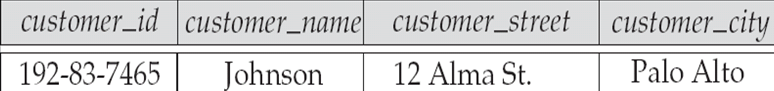 customer_id customer_name customer_street customer_city
192-83-7465 Johnson 12 Alma St. Palo Alto